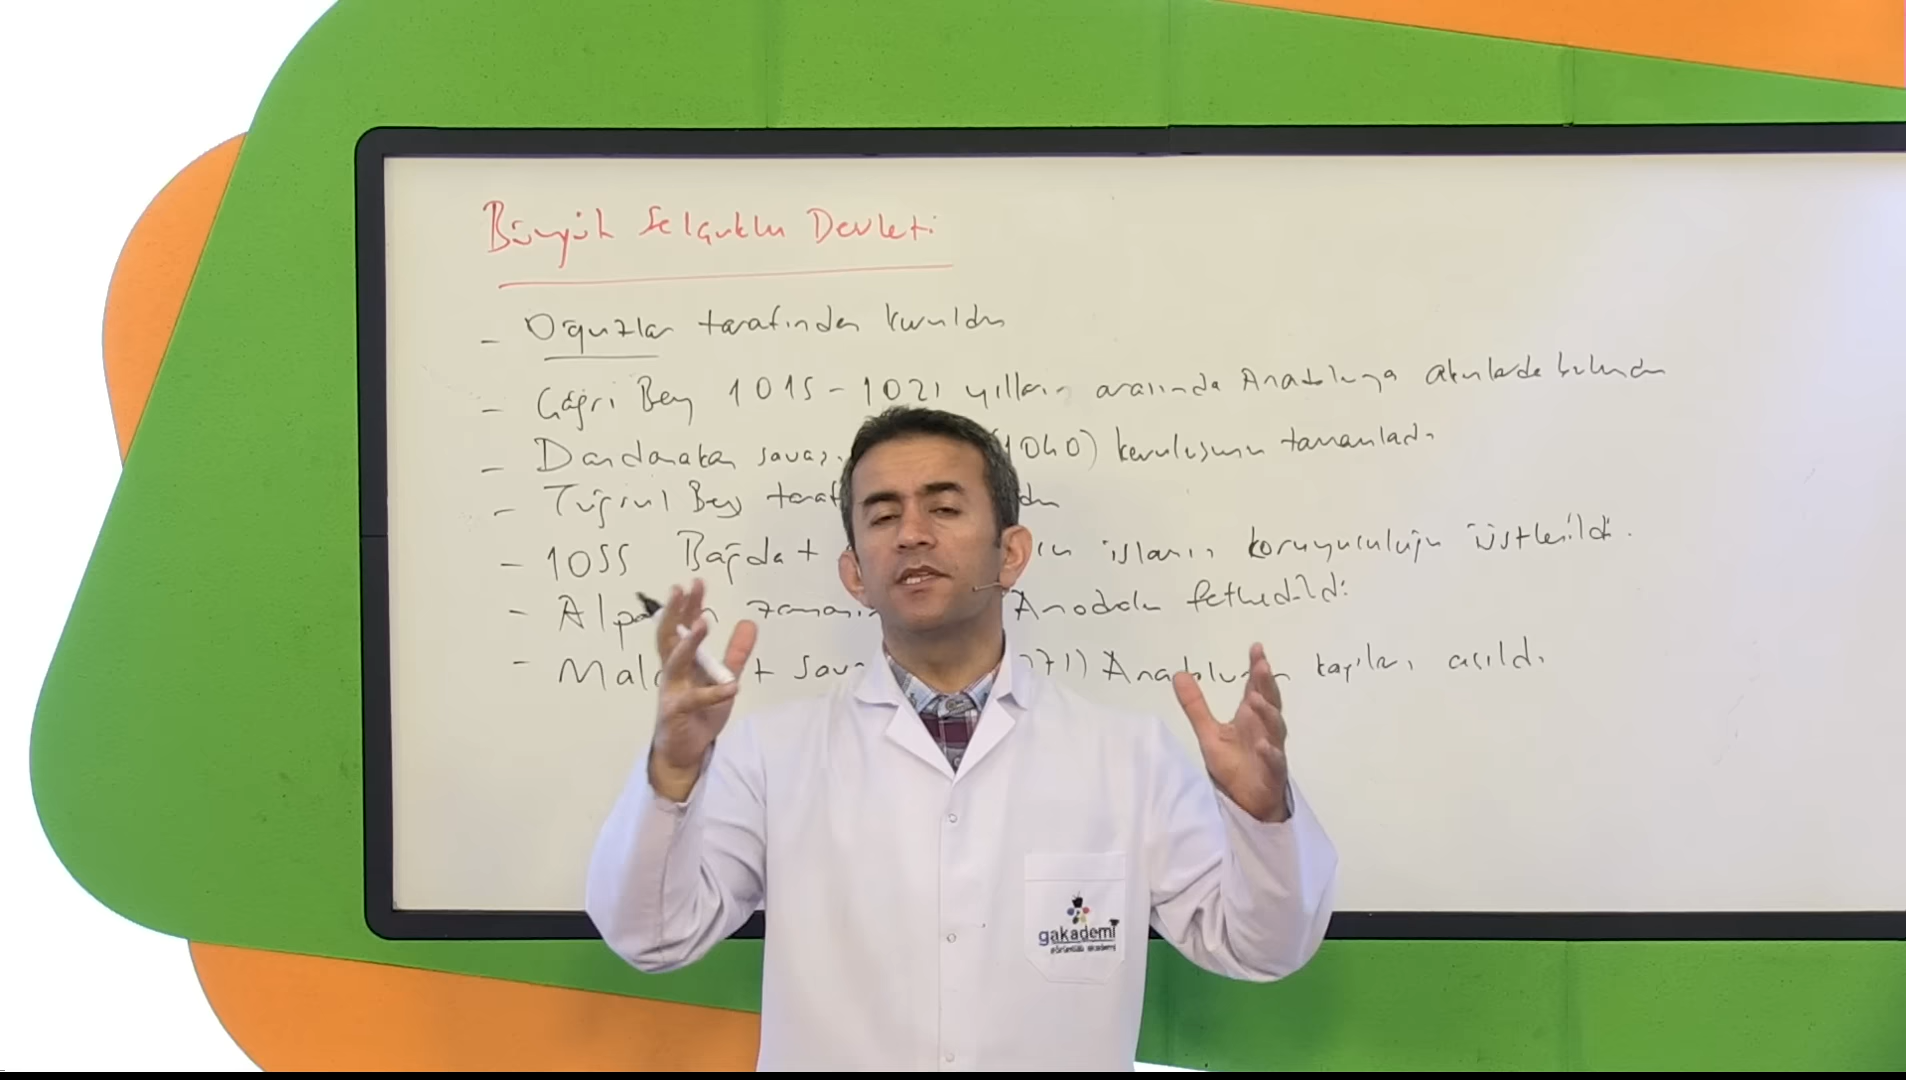 Büyük Selçuklu Devleti
- Oğuzlar tarafından kuruldu
- Çağrı Bey 1015-1021 yılları arasında Anadoluya akınlarda bulundu
- Dandanakan savaşı (1040) kuruluşunu tamamladı
- Tuğrul Bey
- 1055 Bağdat islamın koruyuculuğu üstlenildi.
- Anadolu fethedildi
- Anadolunun kapıları açıldı
gakademi